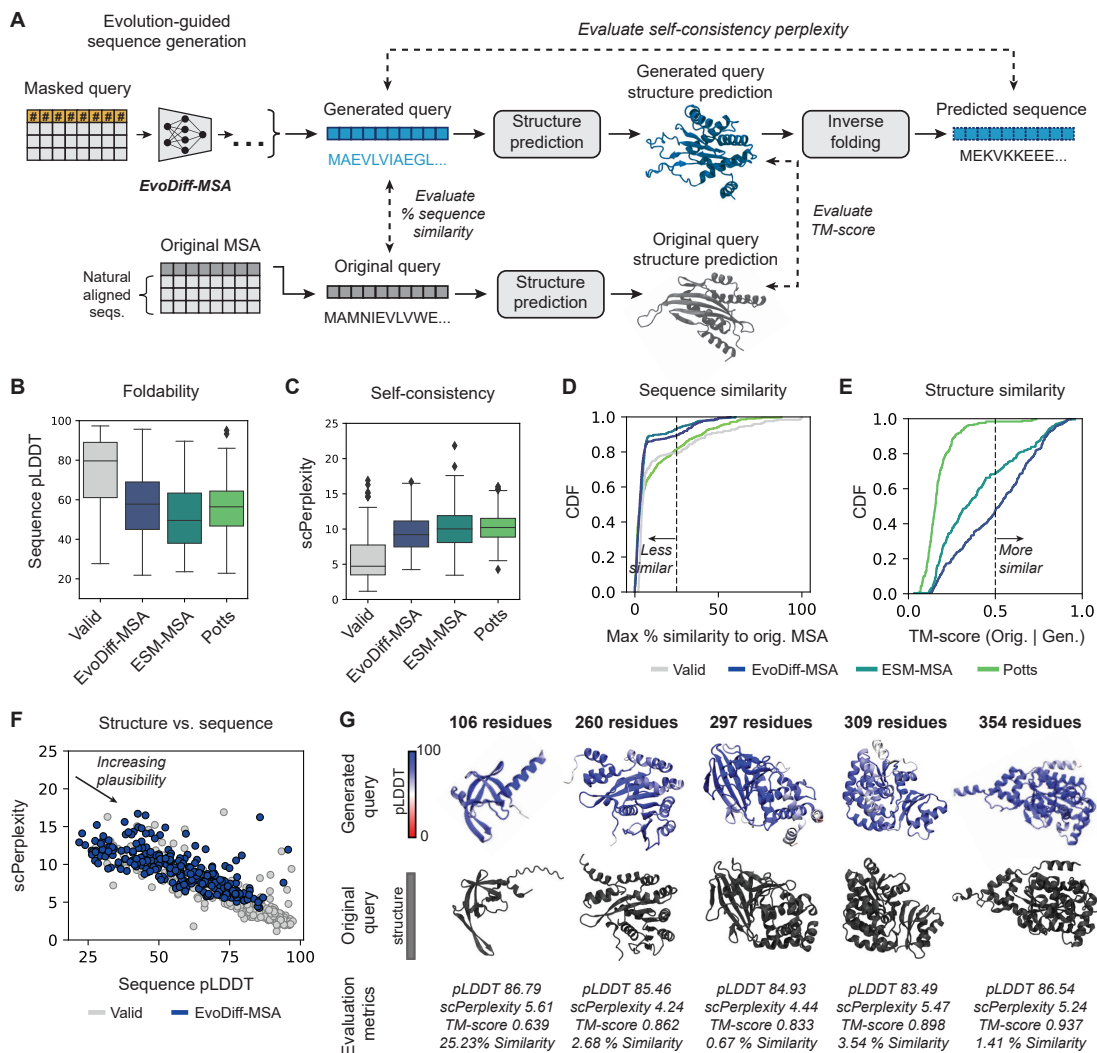 A
Evolution-guided
sequence generation
Evaluate self-consistency perplexity
Masked query
# # # # # # # #
EvoDiff-MSA
Generated query
MAEVLVIAEGL...
Structure
prediction
Generated query
structure prediction
Inverse
folding
Predicted sequence
MEKVKKEEE...
Evaluate
% sequence
similarity
Evaluate
TM-score
Original MSA
Natural
aligned
seqs.
Original query
MAMNIEVLVWE...
Structure
prediction
Original query
structure prediction
B
Foldability
Sequence pLDDT
100
80
60
40
20
Valid
EvoDiff-MSA
ESM-MSA
Potts
C
Self-consistency
scPerplexity
25
20
15
10
5
0
Valid
EvoDiff-MSA
ESM-MSA
Potts
D
Sequence similarity
CDF
1.0
0.8
0.6
0.4
0.2
0.0
Less
similar
0 50 100
Max % similarity to orig. MSA
E
Structure similarity
CDF
1.0
0.8
0.6
0.4
0.2
0.0
More
similar
0.0 0.5 1.0
TM-score (Orig. | Gen.)
Valid EvoDiff-MSA ESM-MSA Potts
F
Structure vs. sequence
Increasing
plausibility
scPerplexity
25
20
15
10
5
0
25 50 75 100
Sequence pLDDT
Valid EvoDiff-MSA
G
106 residues 260 residues 297 residues 309 residues 354 residues
Generated
query
pLDDT
100
0
Original
query
structure
Evaluation
metrics
pLDDT 86.79
scPerplexity 5.61
TM-score 0.639
25.23% Similarity
pLDDT 85.46
scPerplexity 4.24
TM-score 0.862
2.68 % Similarity
pLDDT 84.93
scPerplexity 4.44
TM-score 0.833
0.67 % Similarity
pLDDT 83.49
scPerplexity 5.47
TM-score 0.898
3.54 % Similarity
pLDDT 86.54
scPerplexity 5.24
TM-score 0.937
1.41 % Similarity